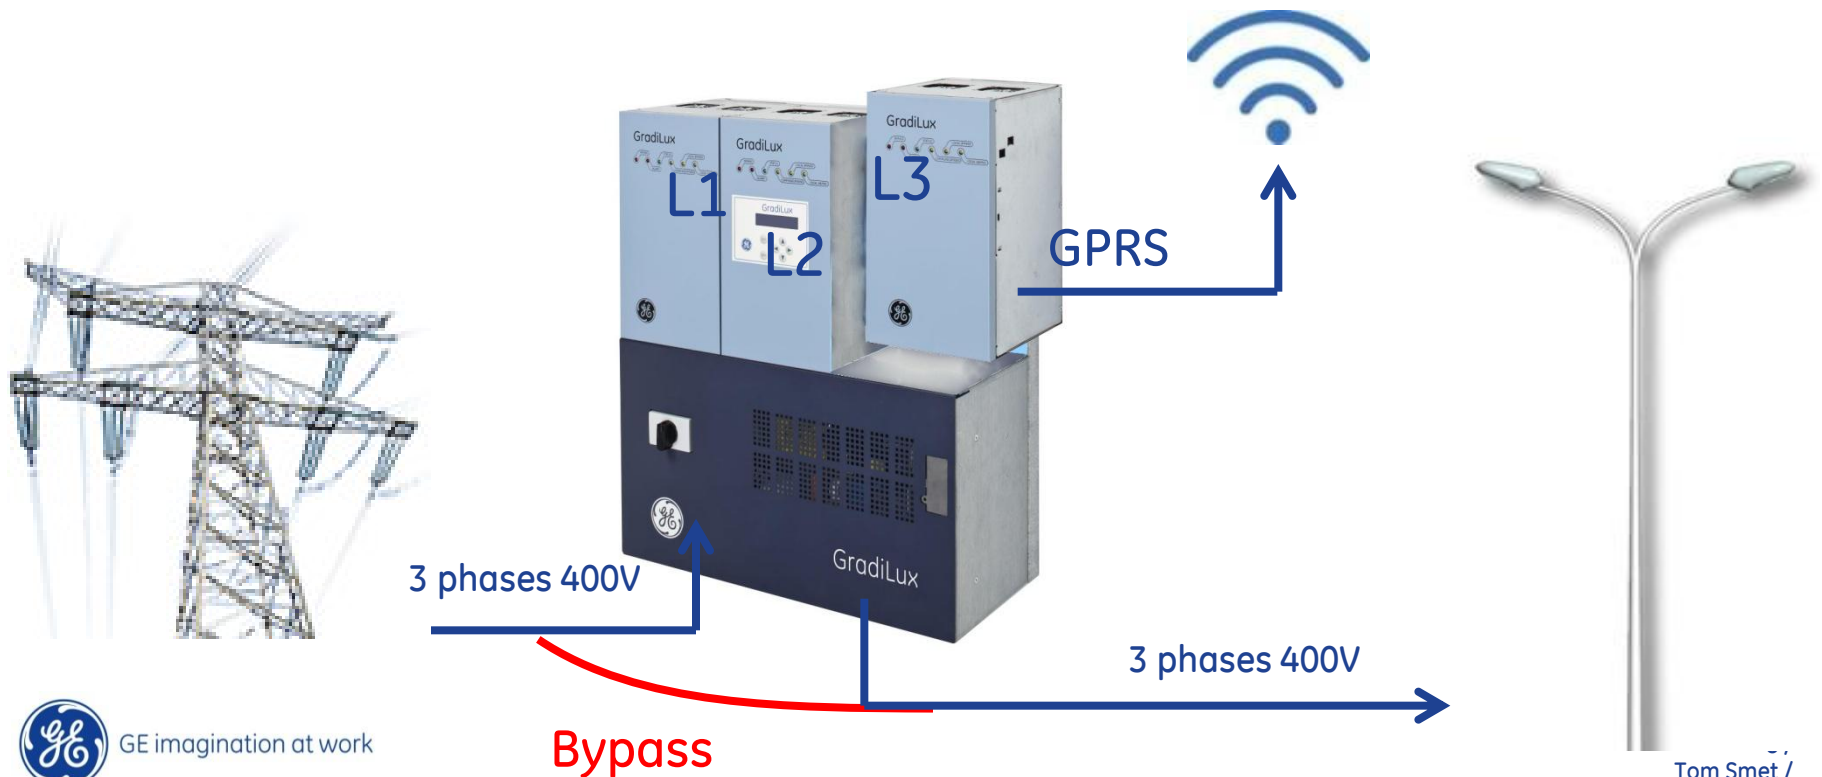 GradiLux
GradiLux
GradiLux
L1
L2
L3
GradiLux
GPRS
GradiLux
3 phases 400V
3 phases 400V
Bypass
GE imagination at work
Tom Smet /